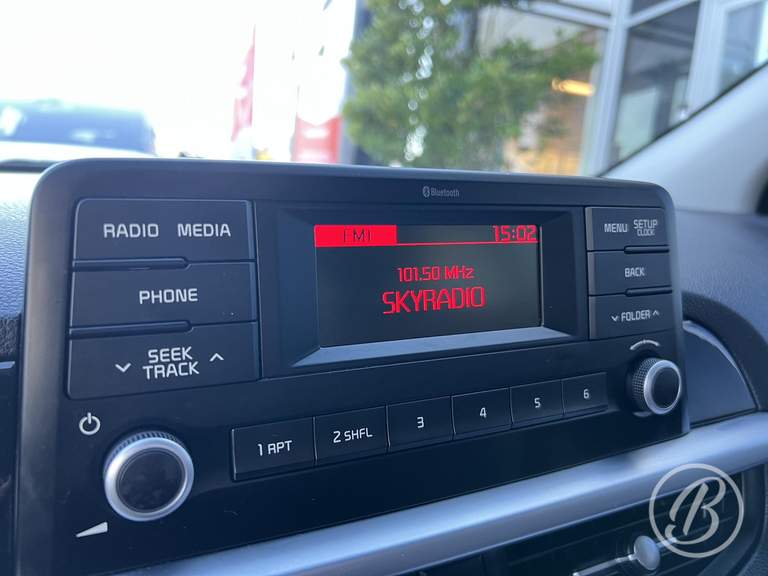 Bluetooth
RADIO MEDIA
PHONE
SEEK
TRACK
FM1 15:02
101.50 MHz
SKYRADIO
MENU SETUP
CLOCK
BACK
FOLDER
1 RPT 2 SHFL 3 4 5 6
B